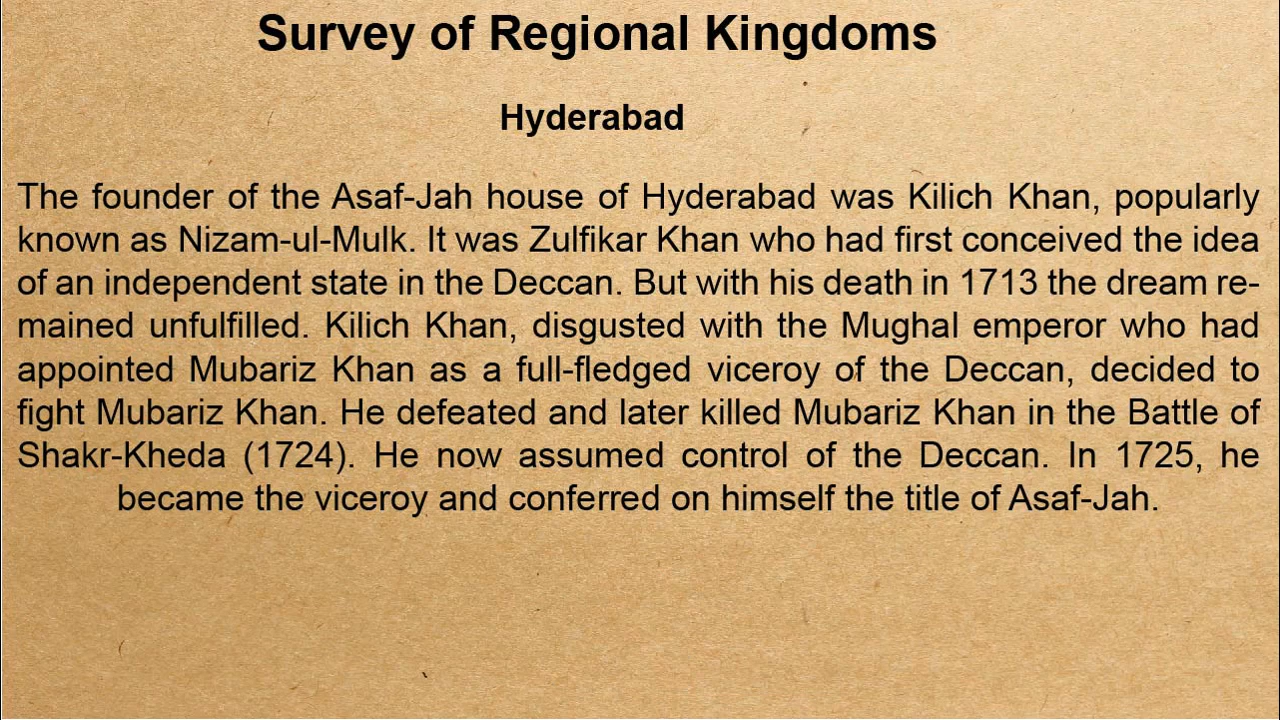 Survey of Regional Kingdoms
Hyderabad
The founder of the Asaf-Jah house of Hyderabad was Kilich Khan, popularly
known as Nizam-ul-Mulk. It was Zulfikar Khan who had first conceived the idea
of an independent state in the Deccan. But with his death in 1713 the dream re-
mained unfulfilled. Kilich Khan, disgusted with the Mughal emperor who had
appointed Mubariz Khan as a full-fledged viceroy of the Deccan, decided to
fight Mubariz Khan. He defeated and later killed Mubariz Khan in the Battle of
Shakr-Kheda (1724). He now assumed control of the Deccan. In 1725, he
became the viceroy and conferred on himself the title of Asaf-Jah.